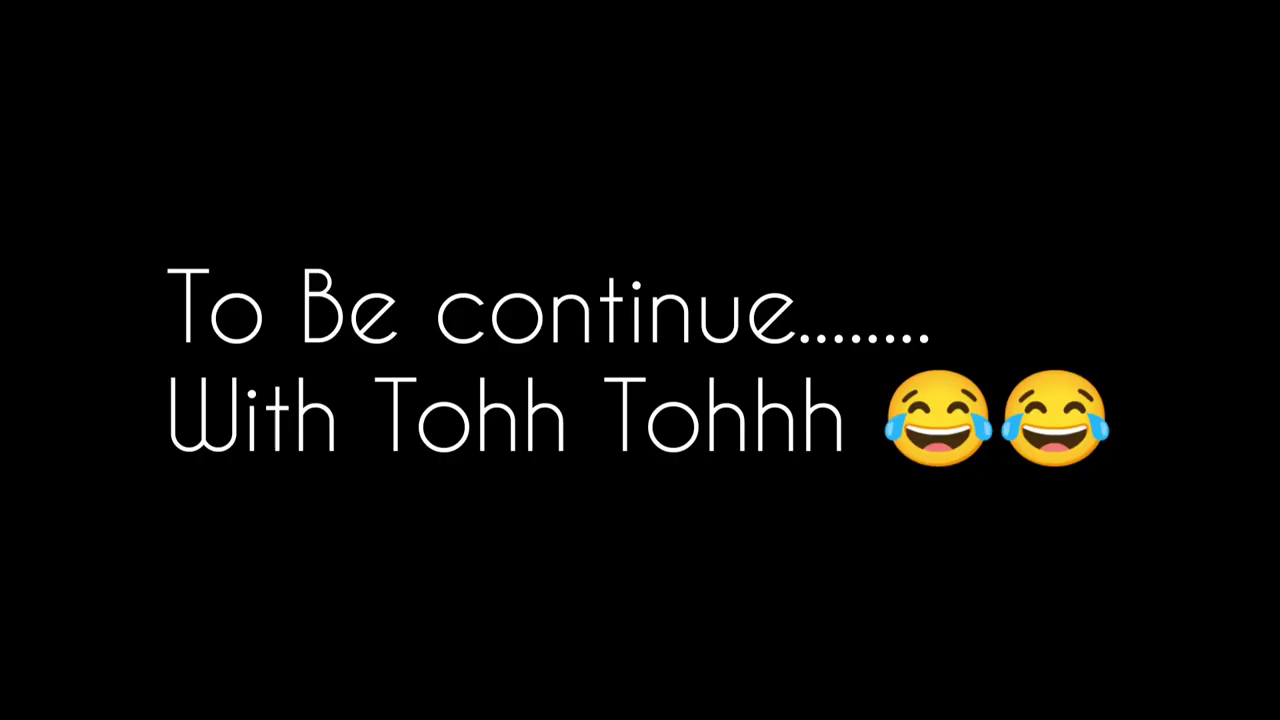 To Be continue........
With Tohh Tohhh 😂😂